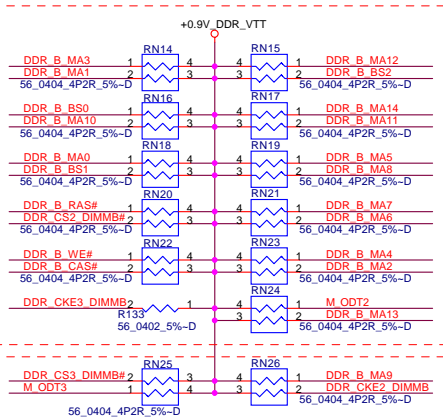 +0.9V_DDR_VTT
RN14 RN15
DDR_B_MA3 1 4 4 1 DDR_B_MA12
DDR_B_MA1 2 3 3 2 DDR_B_BS2
56_0404_4P2R_5%~D 56_0404_4P2R_5%~D
RN16 RN17
DDR_B_BS0 1 4 4 1 DDR_B_MA14
DDR_B_MA10 2 3 3 2 DDR_B_MA11
56_0404_4P2R_5%~D 56_0404_4P2R_5%~D
RN18 RN19
DDR_B_MA0 1 4 4 1 DDR_B_MA5
DDR_B_BS1 2 3 3 2 DDR_B_MA8
56_0404_4P2R_5%~D 56_0404_4P2R_5%~D
RN20 RN21
DDR_B_RAS# 1 4 4 1 DDR_B_MA7
DDR_CS2_DIMMB# 2 3 3 2 DDR_B_MA6
56_0404_4P2R_5%~D 56_0404_4P2R_5%~D
RN22 RN23
DDR_B_WE# 1 4 4 1 DDR_B_MA4
DDR_B_CAS# 2 3 3 2 DDR_B_MA2
56_0404_4P2R_5%~D 56_0404_4P2R_5%~D
RN24
DDR_CKE3_DIMMB 2 1 4 1 M_ODT2
R133 3 2 DDR_B_MA13
56_0402_5%~D 56_0404_4P2R_5%~D
RN25 RN26
DDR_CS3_DIMMB# 2 3 3 2 DDR_B_MA9
M_ODT3 1 4 4 1 DDR_CKE2_DIMMB
56_0404_4P2R_5%~D 56_0404_4P2R_5%~D